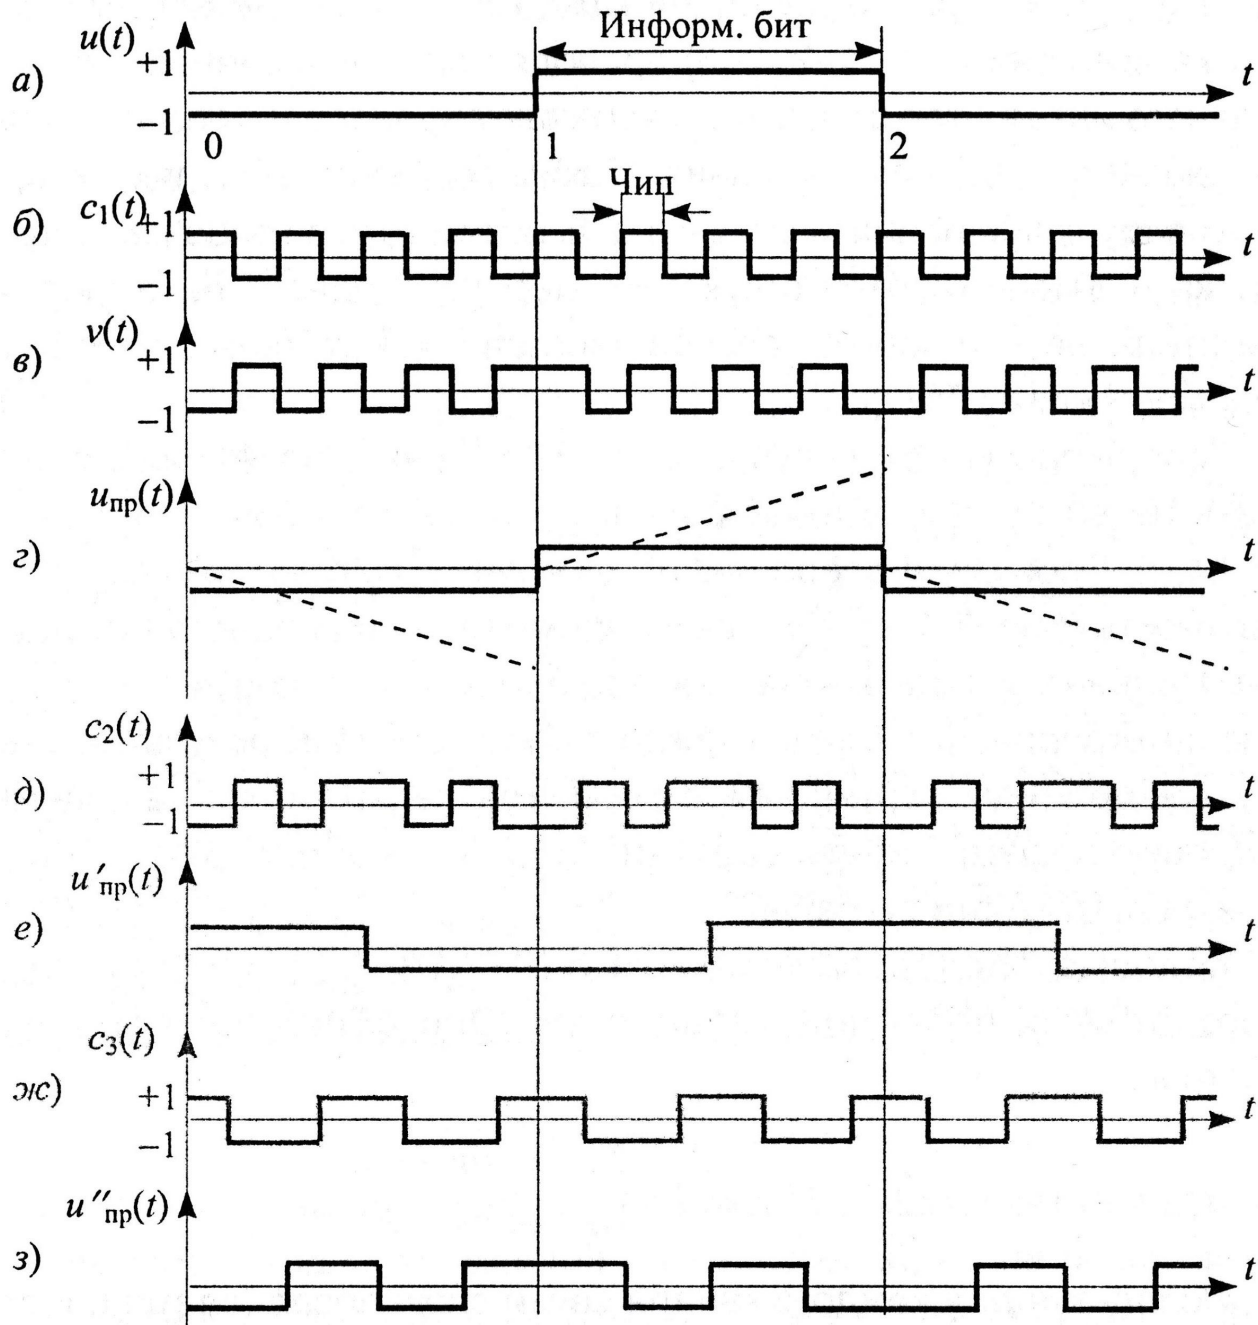 u(t)
Информ. бит
а)
+1
t
−1
0
1
2
Чип
б)
c₁(t)
+1
t
−1
v(t)
в)
+1
t
−1
uпр(t)
г)
t
c₂(t)
+1
д)
t
−1
u′пр(t)
е)
t
c₃(t)
ж)
+1
t
−1
u″пр(t)
з)
t